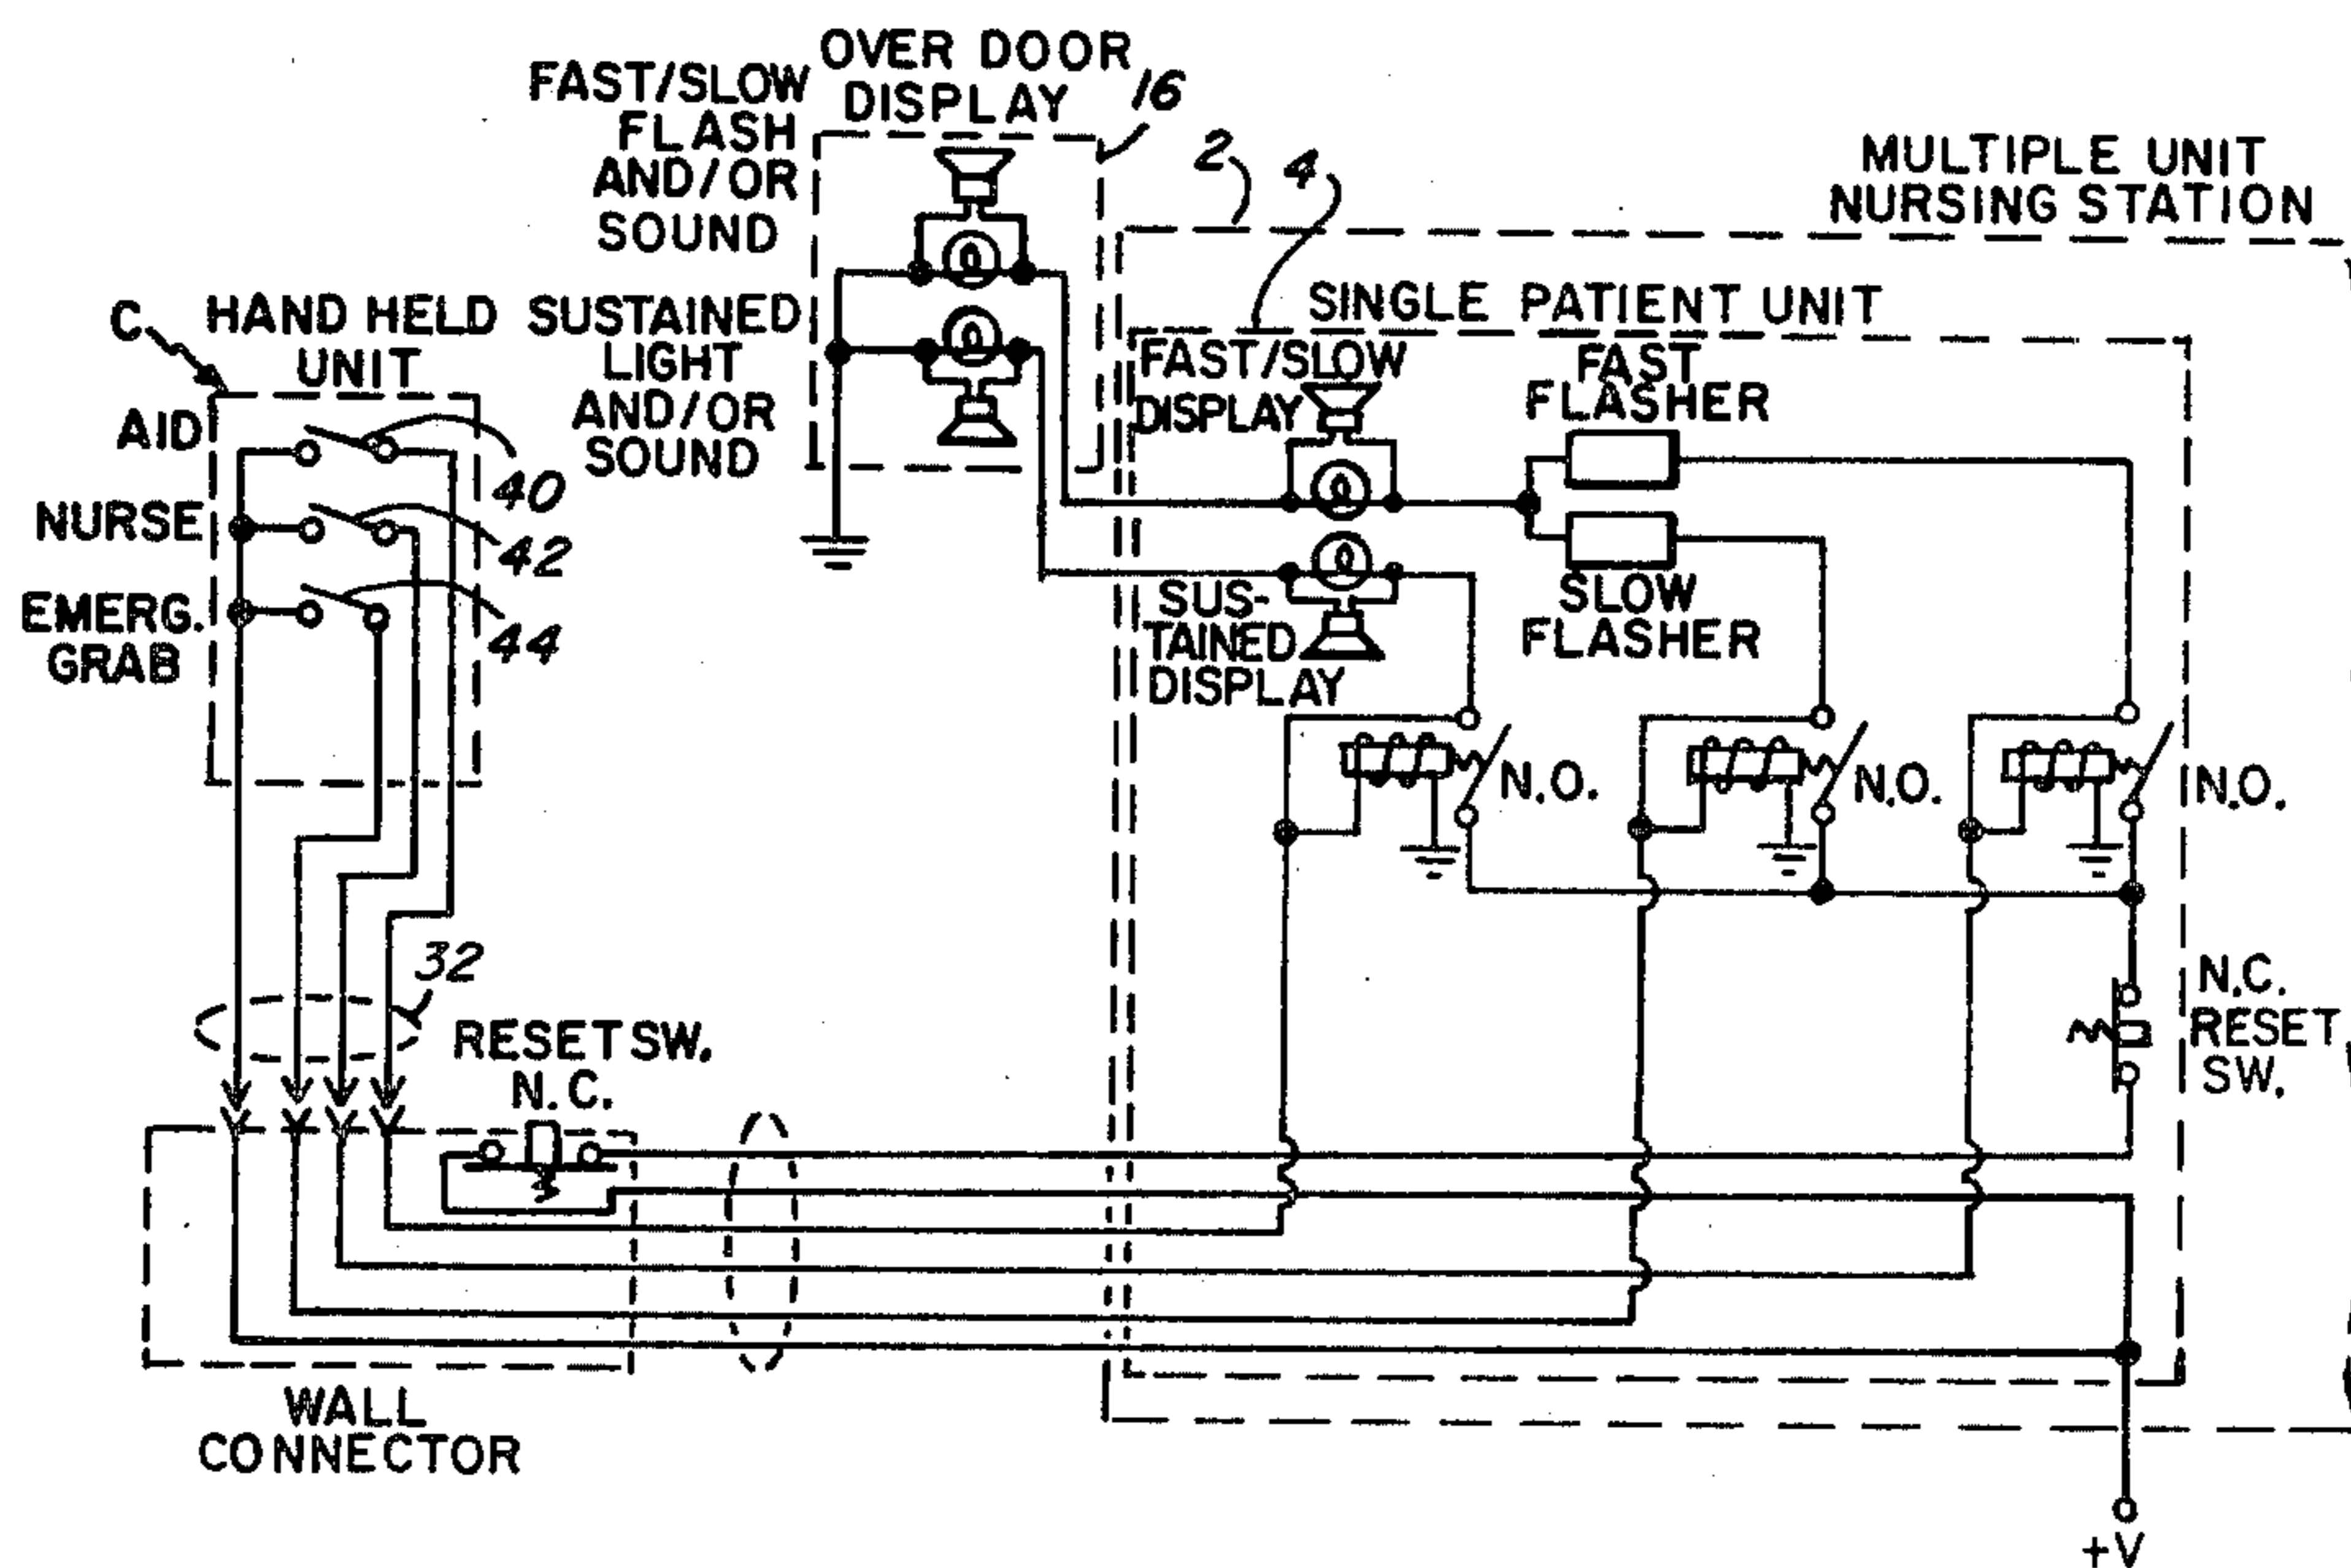 OVER DOOR
DISPLAY
16
FAST/SLOW
FLASH
AND/OR
SOUND
2
4
MULTIPLE UNIT
NURSING STATION
C
HAND HELD
UNIT
SUSTAINED
LIGHT
AND/OR
SOUND
SINGLE PATIENT UNIT
FAST/SLOW
DISPLAY
FAST
FLASHER
AID
40
NURSE
42
EMERG.
GRAB
44
SUS-
TAINED
DISPLAY
SLOW
FLASHER
N.O.
N.O.
N.O.
32
RESET SW.
N.C.
N.C.
RESET
SW.
WALL
CONNECTOR
+V